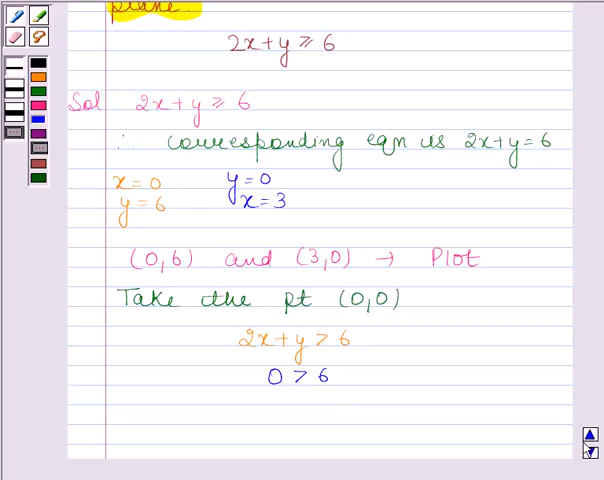 plane.
2x+y ≥ 6
Sol 2x+y ≥ 6
∴ corresponding eqn is 2x+y = 6
x = 0 y = 0
y = 6 x = 3
(0,6) and (3,0) → Plot
Take the pt (0,0)
2x+y > 6
0 > 6